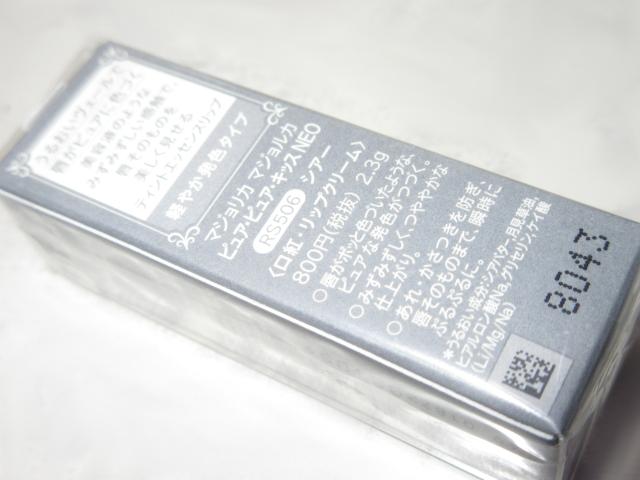 うるおいヴェールで
唇がピュアに色づく
美容液のような
みずみずしい感触で、
唇そのものを
美しく見せる
ティントエッセンスリップ
軽やか発色タイプ
マジョリカ マジョルカ
ピュア・ピュア・キッスNEO
RS506 シアー
〈口紅・リップクリーム〉
800円(税抜) 2.3g
○唇がポッと色づいたような、
ピュアな発色がつづく。
○みずみずしく、つややかな
仕上がり。
○あれ・かさつきを防ぎ、
唇そのものまで、瞬時に
ぷるぷるに。
*うるおい成分:シアバター、月見草油、
ヒアルロン酸Na、グリセリン、ケイ酸
(Li/Mg/Na)
8043